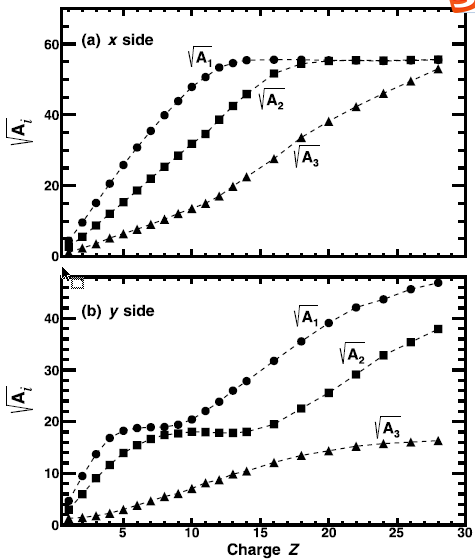 (a) x side
60
√A₁
√A₂
40
√Aᵢ
√A₃
20
0
(b) y side
√A₁
40
√A₂
30
√Aᵢ
√A₃
20
10
0
5 10 15 20 25 30
Charge Z